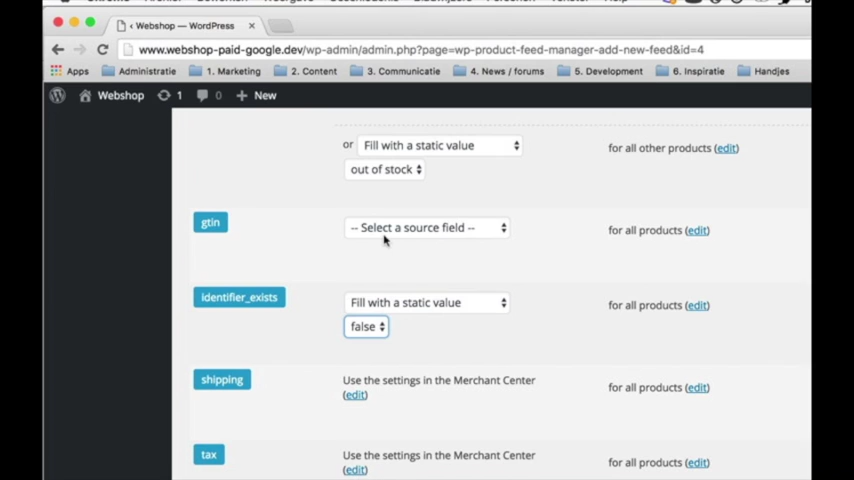 ‹ Webshop — WordPress
www.webshop-paid-google.dev/wp-admin/admin.php?page=wp-product-feed-manager-add-new-feed&id=4
Apps Administratie 1. Marketing 2. Content 3. Communicatie 4. News / forums 5. Development 6. Inspiratie Handjes
Webshop 1 0 + New
or Fill with a static value for all other products (edit)
out of stock
gtin -- Select a source field -- for all products (edit)
identifier_exists Fill with a static value for all products (edit)
false
shipping Use the settings in the Merchant Center for all products (edit)
(edit)
tax Use the settings in the Merchant Center for all products (edit)
(edit)